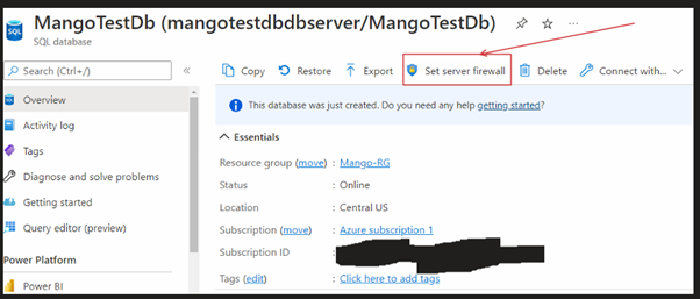 MangoTestDb (mangotestdbdbserver/MangoTestDb)
SQL database
Search (Ctrl+/)
Copy Restore Export Set server firewall Delete Connect with...
Overview
Activity log
Tags
Diagnose and solve problems
Getting started
Query editor (preview)
Power Platform
Power BI
This database was just created. Do you need any help getting started?
Essentials
Resource group (move) : Mango-RG
Status : Online
Location : Central US
Subscription (move) : Azure subscription 1
Subscription ID :
Tags (edit) : Click here to add tags